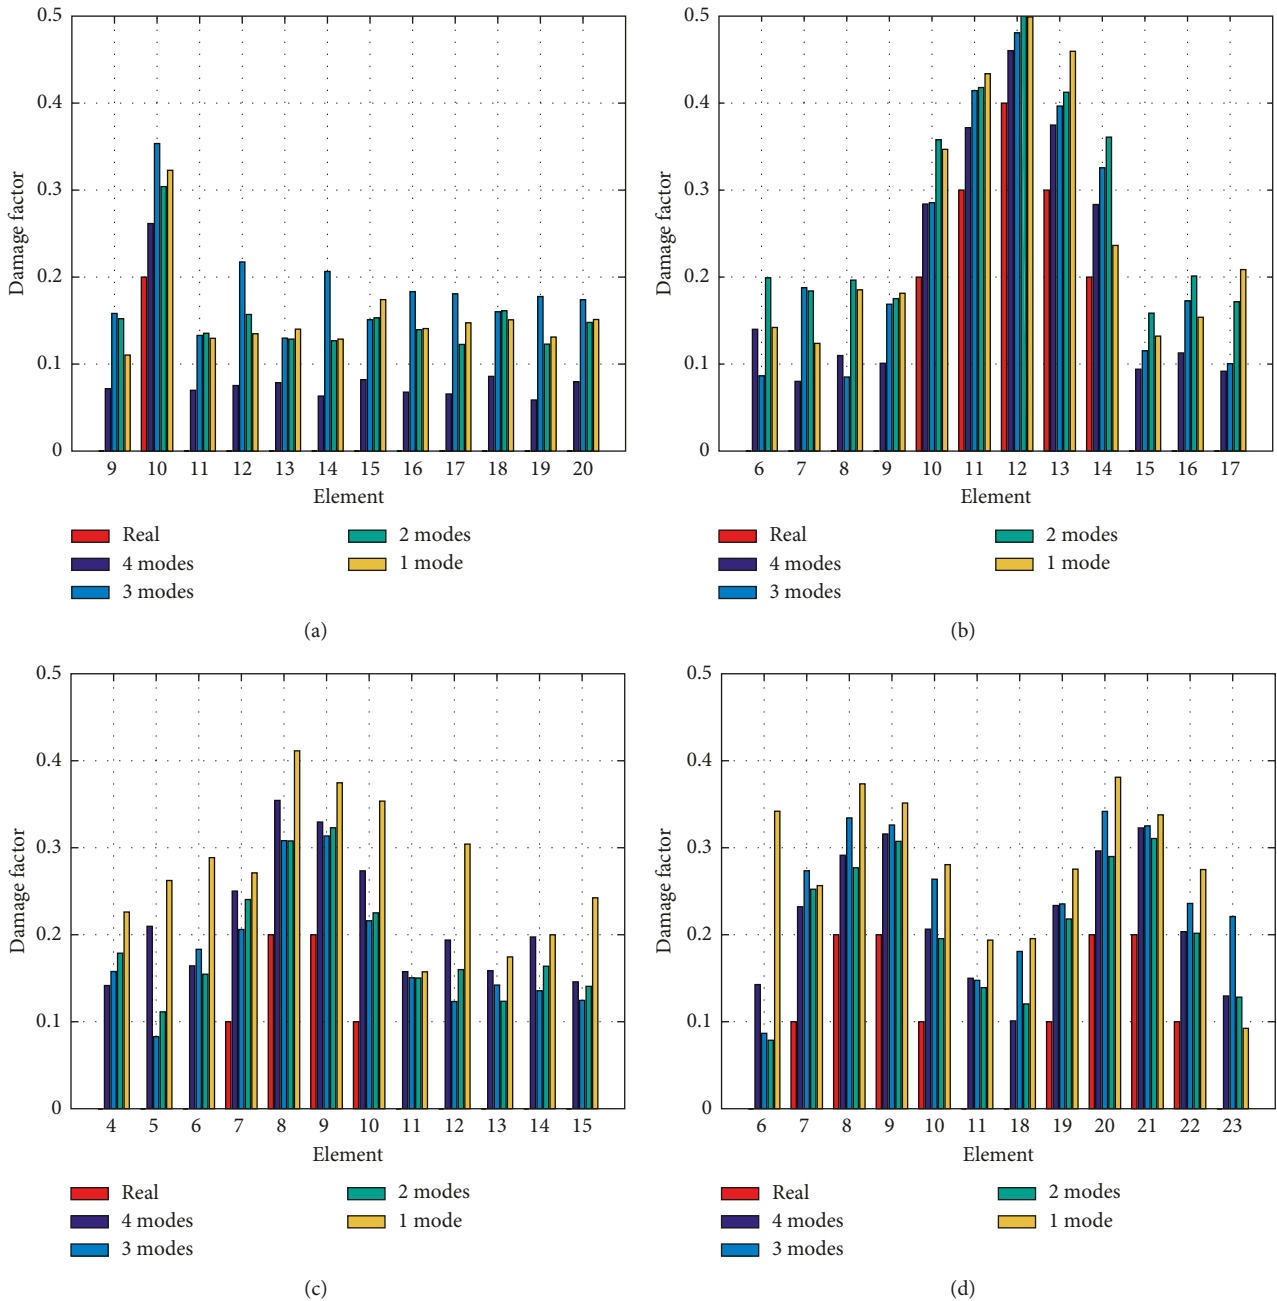 0.5
0.4
0.3
0.2
0.1
0
Damage factor
9 10 11 12 13 14 15 16 17 18 19 20
Element
Real
4 modes
3 modes
2 modes
1 mode
(a)
0.5
0.4
0.3
0.2
0.1
0
Damage factor
6 7 8 9 10 11 12 13 14 15 16 17
Element
Real
4 modes
3 modes
2 modes
1 mode
(b)
0.5
0.4
0.3
0.2
0.1
0
Damage factor
4 5 6 7 8 9 10 11 12 13 14 15
Element
Real
4 modes
3 modes
2 modes
1 mode
(c)
0.5
0.4
0.3
0.2
0.1
0
Damage factor
6 7 8 9 10 11 18 19 20 21 22 23
Element
Real
4 modes
3 modes
2 modes
1 mode
(d)